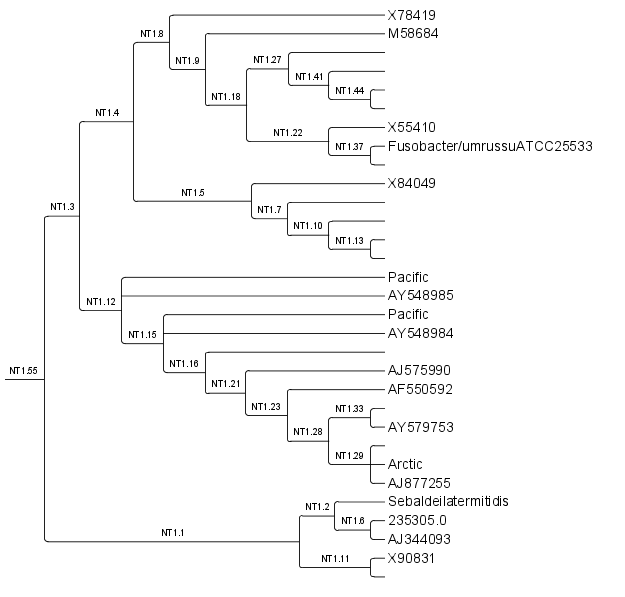 X78419
NT1.8
M58684
NT1.9
NT1.27
NT1.41
NT1.44
NT1.18
NT1.4
X55410
NT1.22
Fusobacter/umrussuATCC25533
NT1.37
X84049
NT1.5
NT1.3
NT1.7
NT1.10
NT1.13
Pacific
AY548985
NT1.12
Pacific
AY548984
NT1.15
NT1.16
NT1.55
AJ575990
NT1.21
AF550592
NT1.23
NT1.33
AY579753
NT1.28
NT1.29
Arctic
AJ877255
Sebaldeilatermitidis
NT1.2
235305.0
NT1.6
NT1.1
AJ344093
X90831
NT1.11